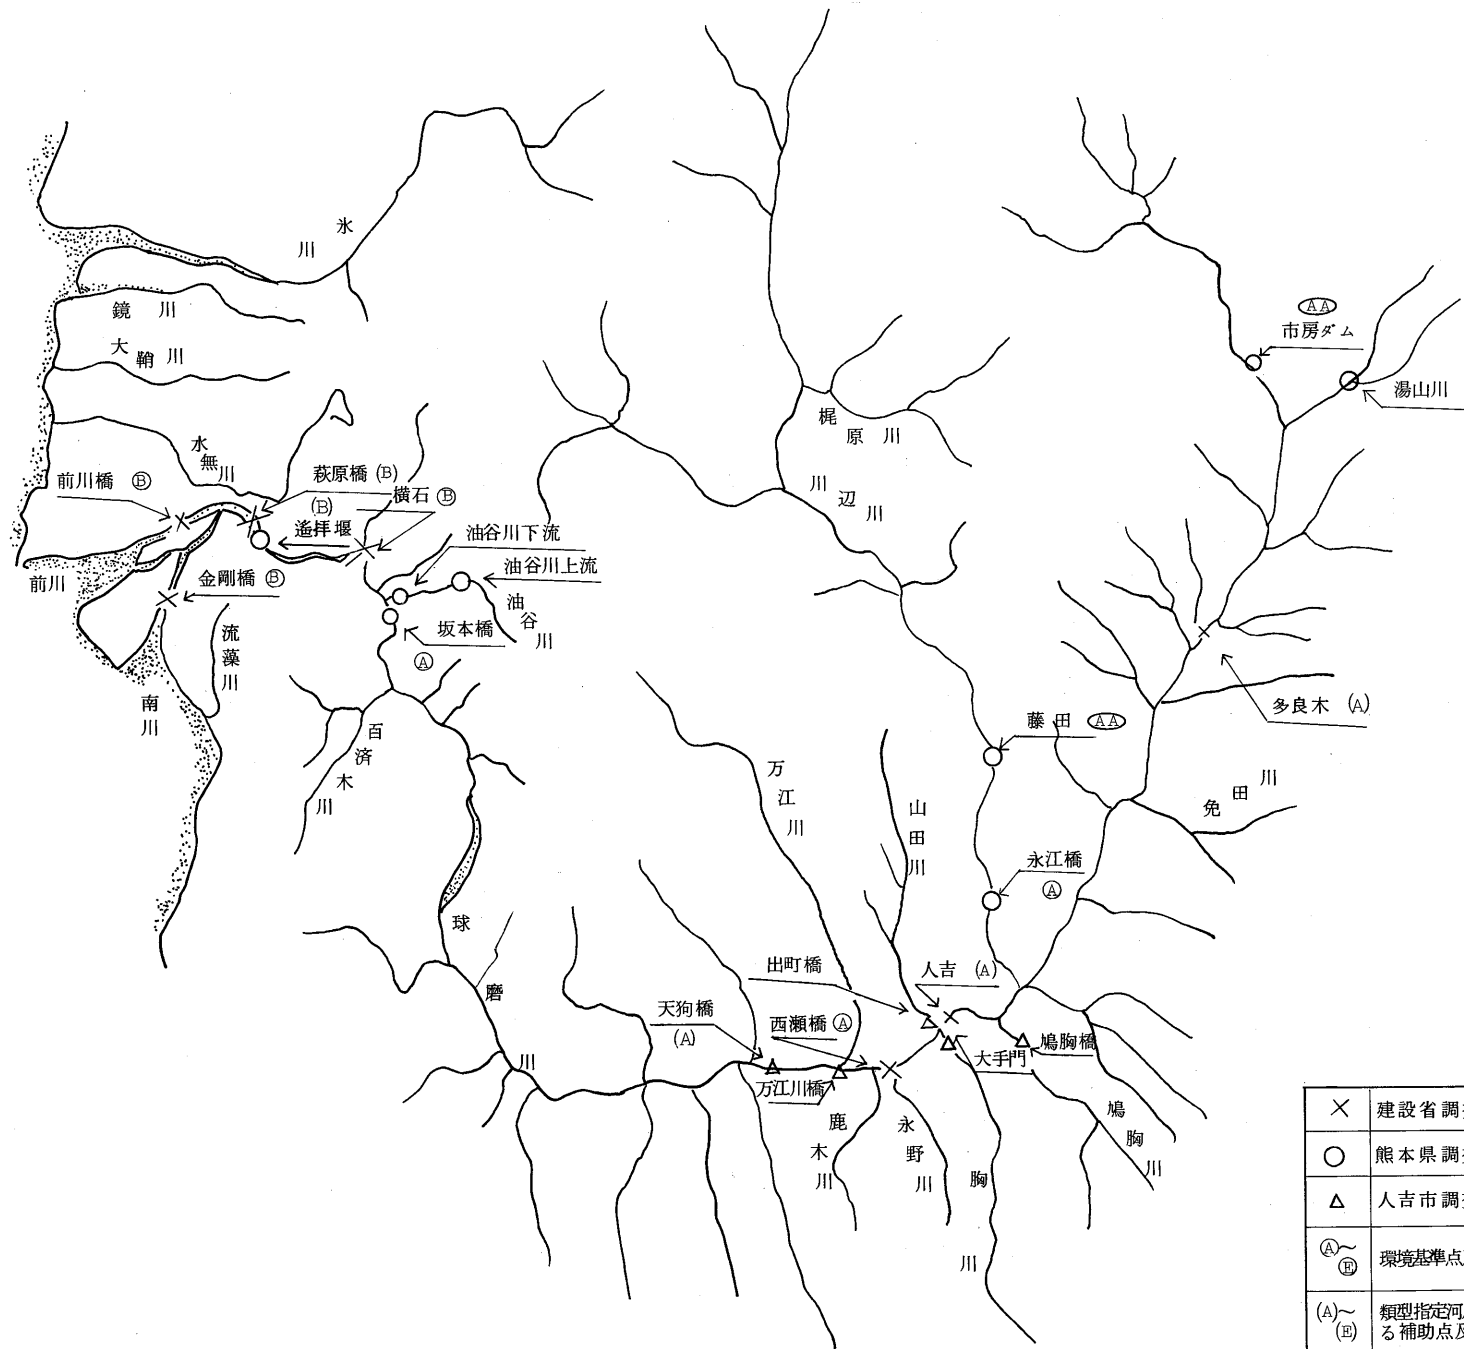 氷川
鏡川
大鞘川
水無川
前川橋 Ⓑ
萩原橋 (B)
(B)
横石 Ⓑ
遙拝堰
油谷川下流
油谷川上流
油谷川
前川
金剛橋 Ⓑ
坂本橋
Ⓐ
流藻川
南川
百済木川
球磨川
梶原川
川辺川
ⒶⒶ
市房ダム
湯山川
多良木 (A)
藤田 ⒶⒶ
免田川
万江川
山田川
永江橋
Ⓐ
出町橋
人吉 (A)
天狗橋
(A)
西瀬橋 Ⓐ
鳩胸橋
大手門
万江川橋
鹿木川
永野川
胸川
鳩胸川
× 建設省調
○ 熊本県調
△ 人吉市調
Ⓐ～Ⓔ 環境基準点
(A)～(E) 類型指定河
る補助点及